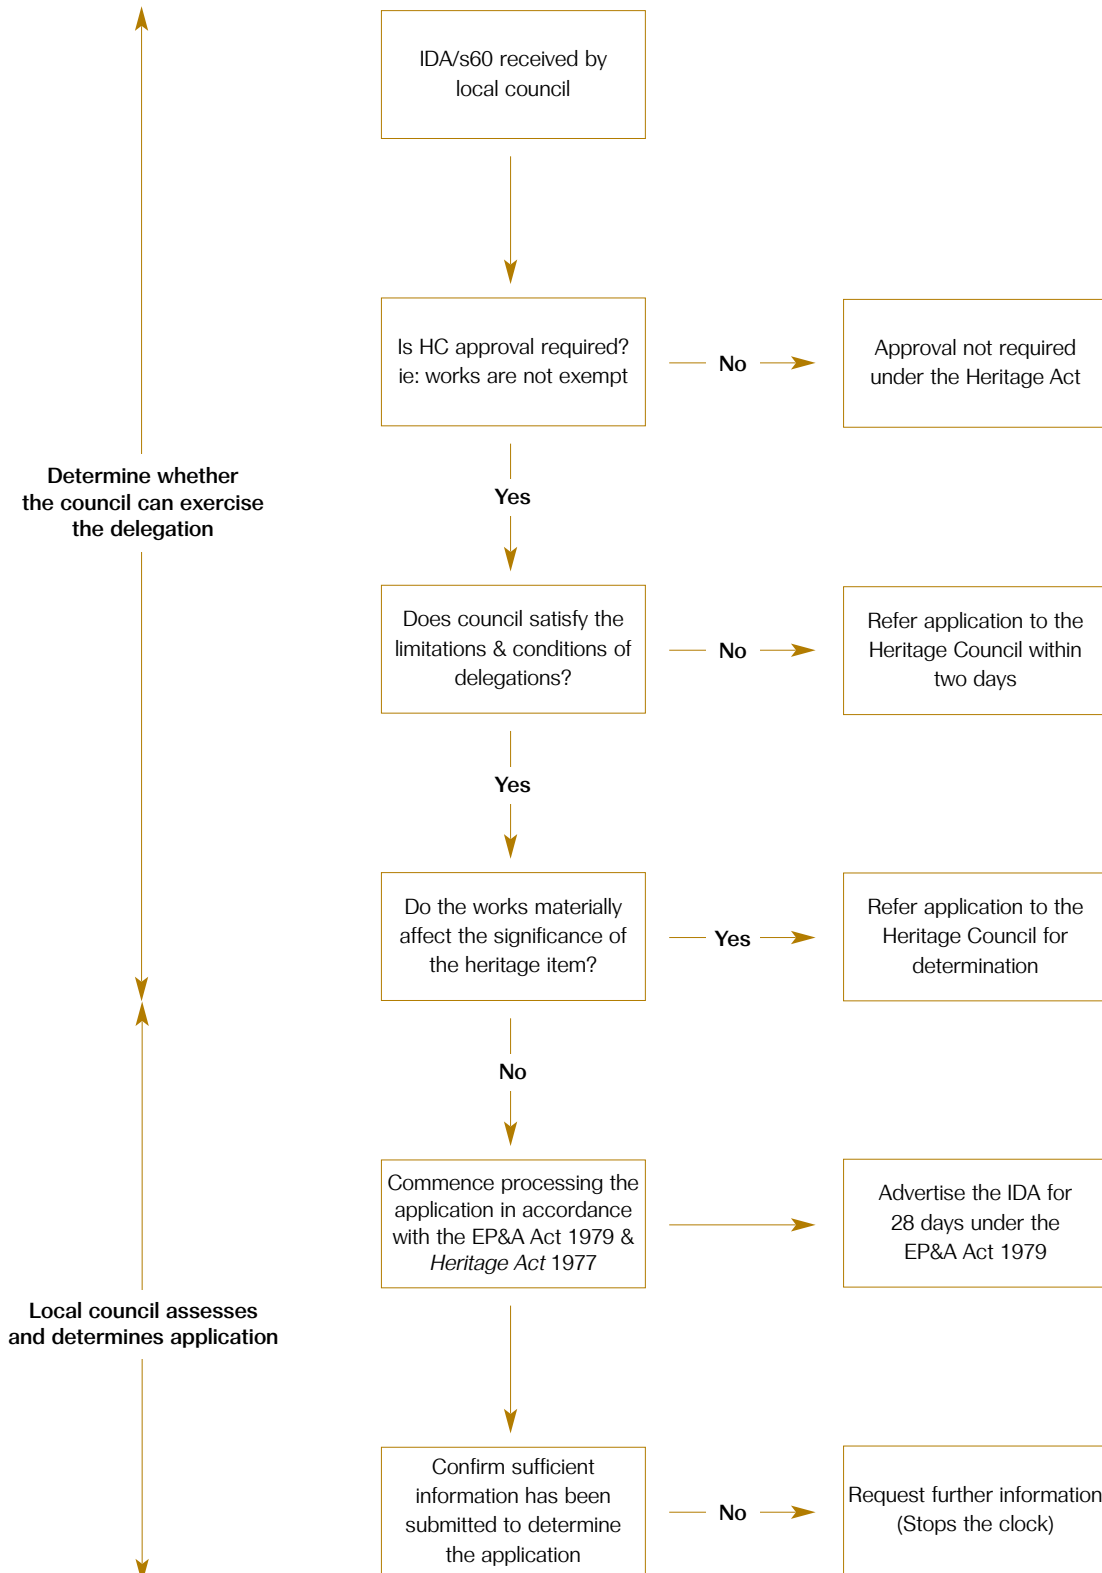 IDA/s60 received by
local council
Is HC approval required?
ie: works are not exempt
No
Approval not required
under the Heritage Act
Determine whether
the council can exercise
the delegation
Yes
Does council satisfy the
limitations & conditions of
delegations?
No
Refer application to the
Heritage Council within
two days
Yes
Do the works materially
affect the significance of
the heritage item?
Yes
Refer application to the
Heritage Council for
determination
No
Commence processing the
application in accordance
with the EP&A Act 1979 &
Heritage Act 1977
Advertise the IDA for
28 days under the
EP&A Act 1979
Local council assesses
and determines application
Confirm sufficient
information has been
submitted to determine
the application
No
Request further information
(Stops the clock)